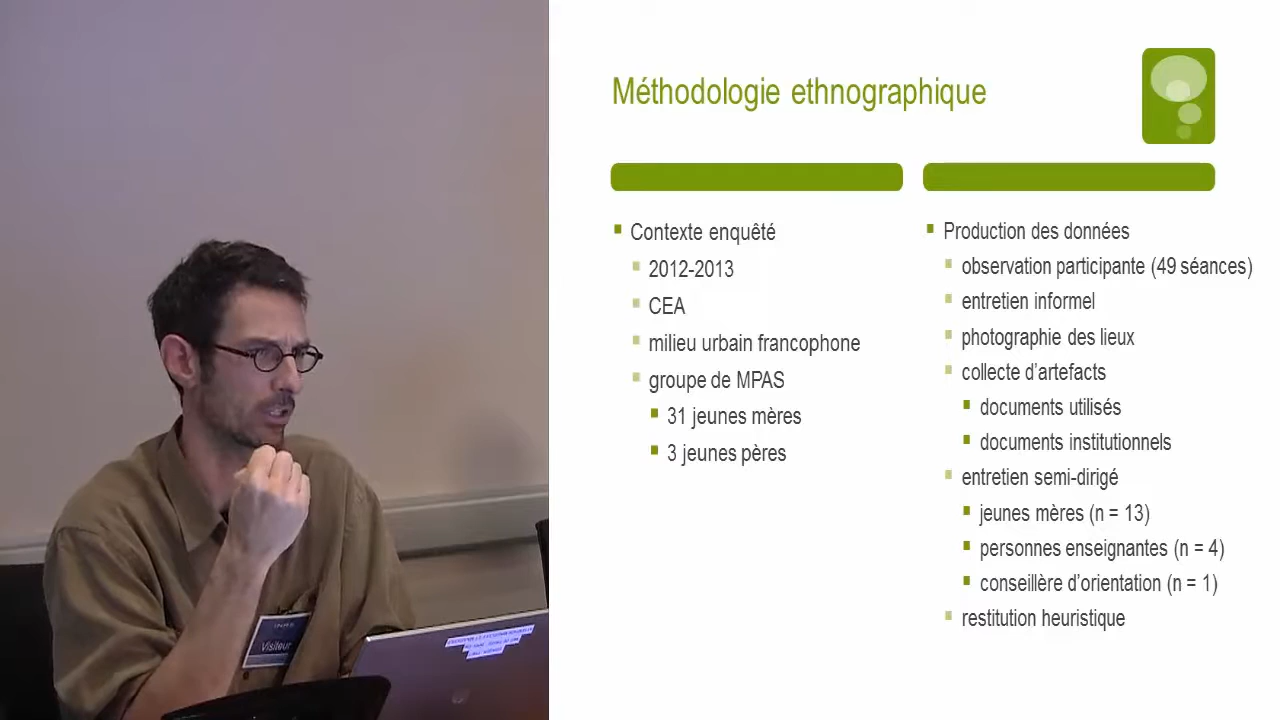 Méthodologie ethnographique
Contexte enquêté
2012-2013
CEA
milieu urbain francophone
groupe de MPAS
31 jeunes mères
3 jeunes pères
Production des données
observation participante (49 séances)
entretien informel
photographie des lieux
collecte d'artefacts
documents utilisés
documents institutionnels
entretien semi-dirigé
jeunes mères (n = 13)
personnes enseignantes (n = 4)
conseillère d'orientation (n = 1)
restitution heuristique
Visiteur